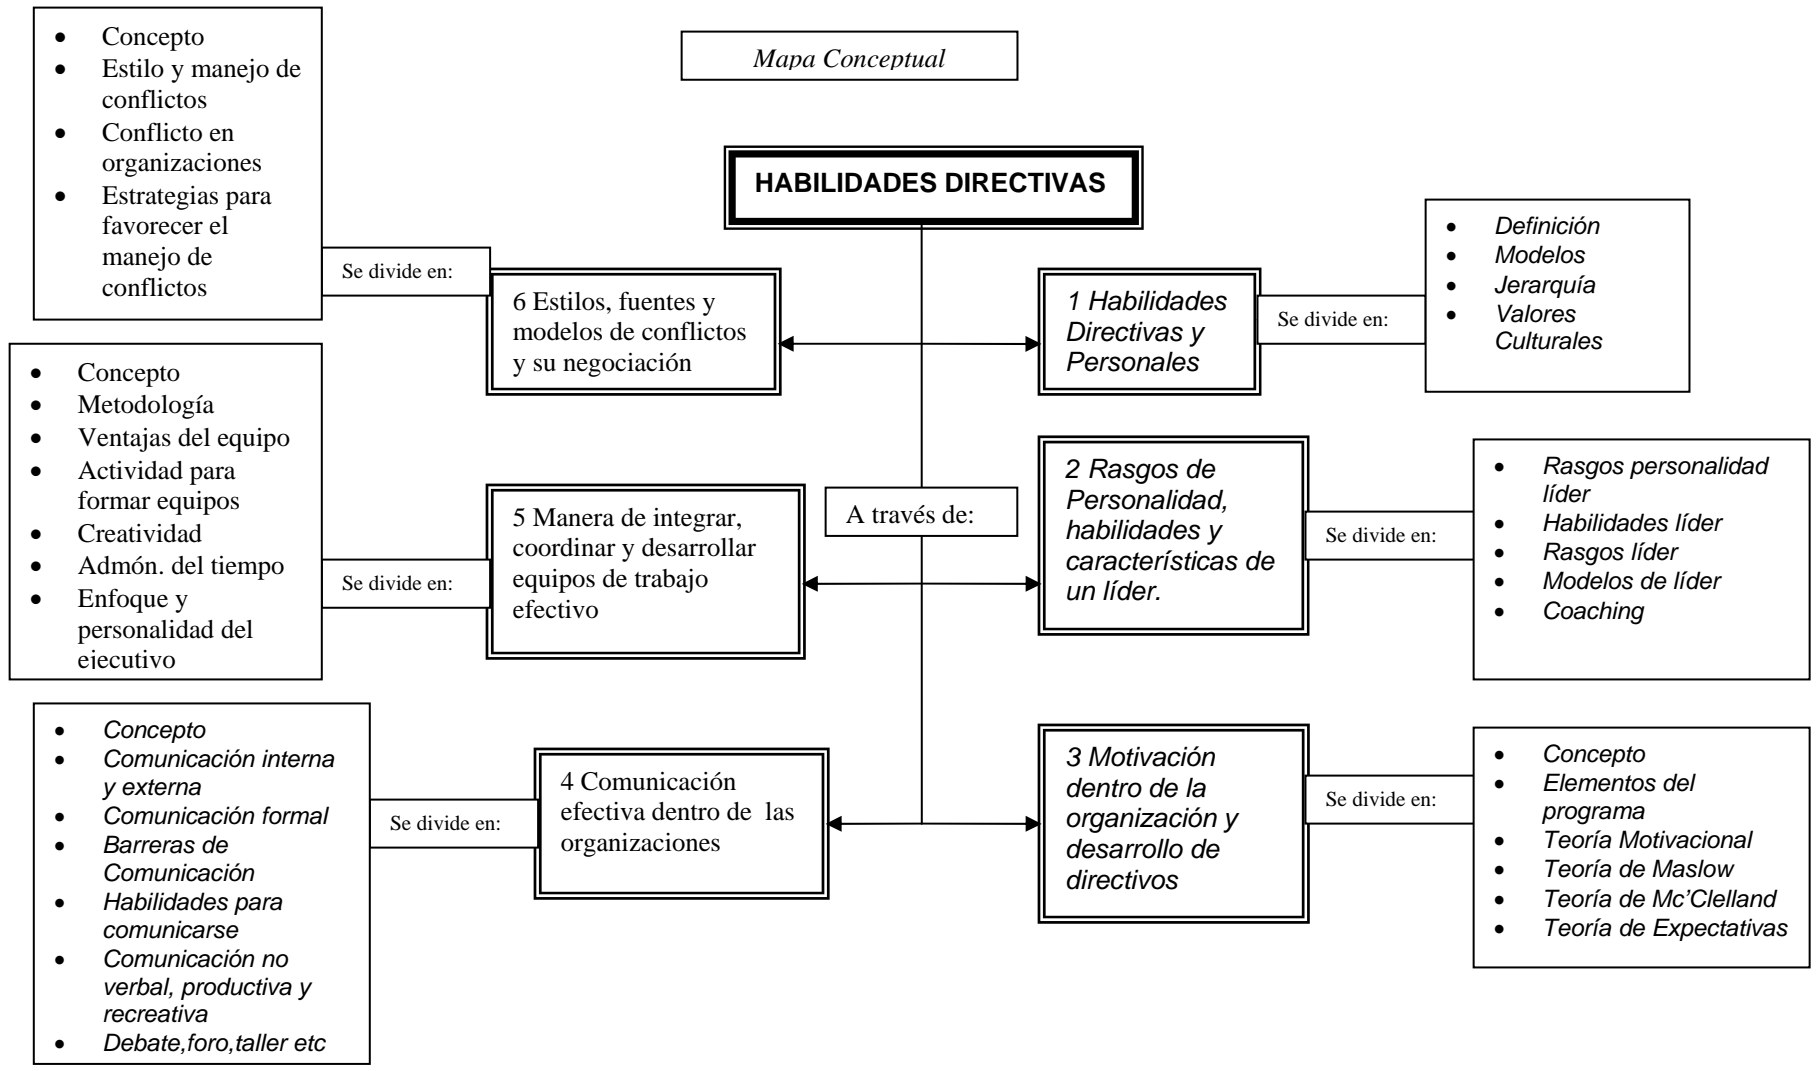 Mapa Conceptual
HABILIDADES DIRECTIVAS
A través de:
1 Habilidades
Directivas y
Personales
Se divide en:
• Definición
• Modelos
• Jerarquía
• Valores
Culturales
2 Rasgos de
Personalidad,
habilidades y
características de
un líder.
Se divide en:
• Rasgos personalidad
líder
• Habilidades líder
• Rasgos líder
• Modelos de líder
• Coaching
3 Motivación
dentro de la
organización y
desarrollo de
directivos
Se divide en:
• Concepto
• Elementos del
programa
• Teoría Motivacional
• Teoría de Maslow
• Teoría de Mc’Clelland
• Teoría de Expectativas
4 Comunicación
efectiva dentro de las
organizaciones
Se divide en:
• Concepto
• Comunicación interna
y externa
• Comunicación formal
• Barreras de
Comunicación
• Habilidades para
comunicarse
• Comunicación no
verbal, productiva y
recreativa
• Debate,foro,taller etc
5 Manera de integrar,
coordinar y desarrollar
equipos de trabajo
efectivo
Se divide en:
• Concepto
• Metodología
• Ventajas del equipo
• Actividad para
formar equipos
• Creatividad
• Admón. del tiempo
• Enfoque y
personalidad del
ejecutivo
6 Estilos, fuentes y
modelos de conflictos
y su negociación
Se divide en:
• Concepto
• Estilo y manejo de
conflictos
• Conflicto en
organizaciones
• Estrategias para
favorecer el
manejo de
conflictos